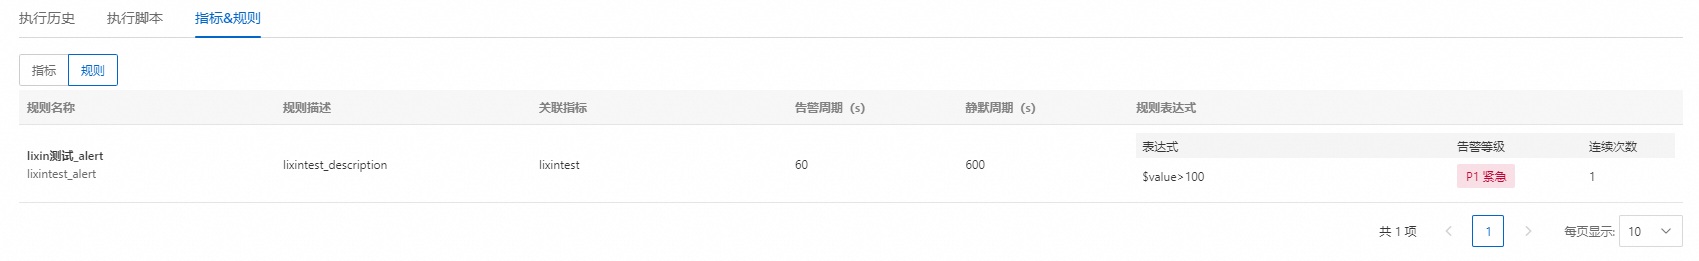 执行历史 执行脚本 指标&规则
指标 规则
规则名称 规则描述 关联指标 告警周期（s） 静默周期（s） 规则表达式
表达式 告警等级 连续次数
lixin测试_alert
lixintest_alert
lixintest_description lixintest 60 600
$value>100 P1 紧急 1
共 1 项 1 每页显示: 10